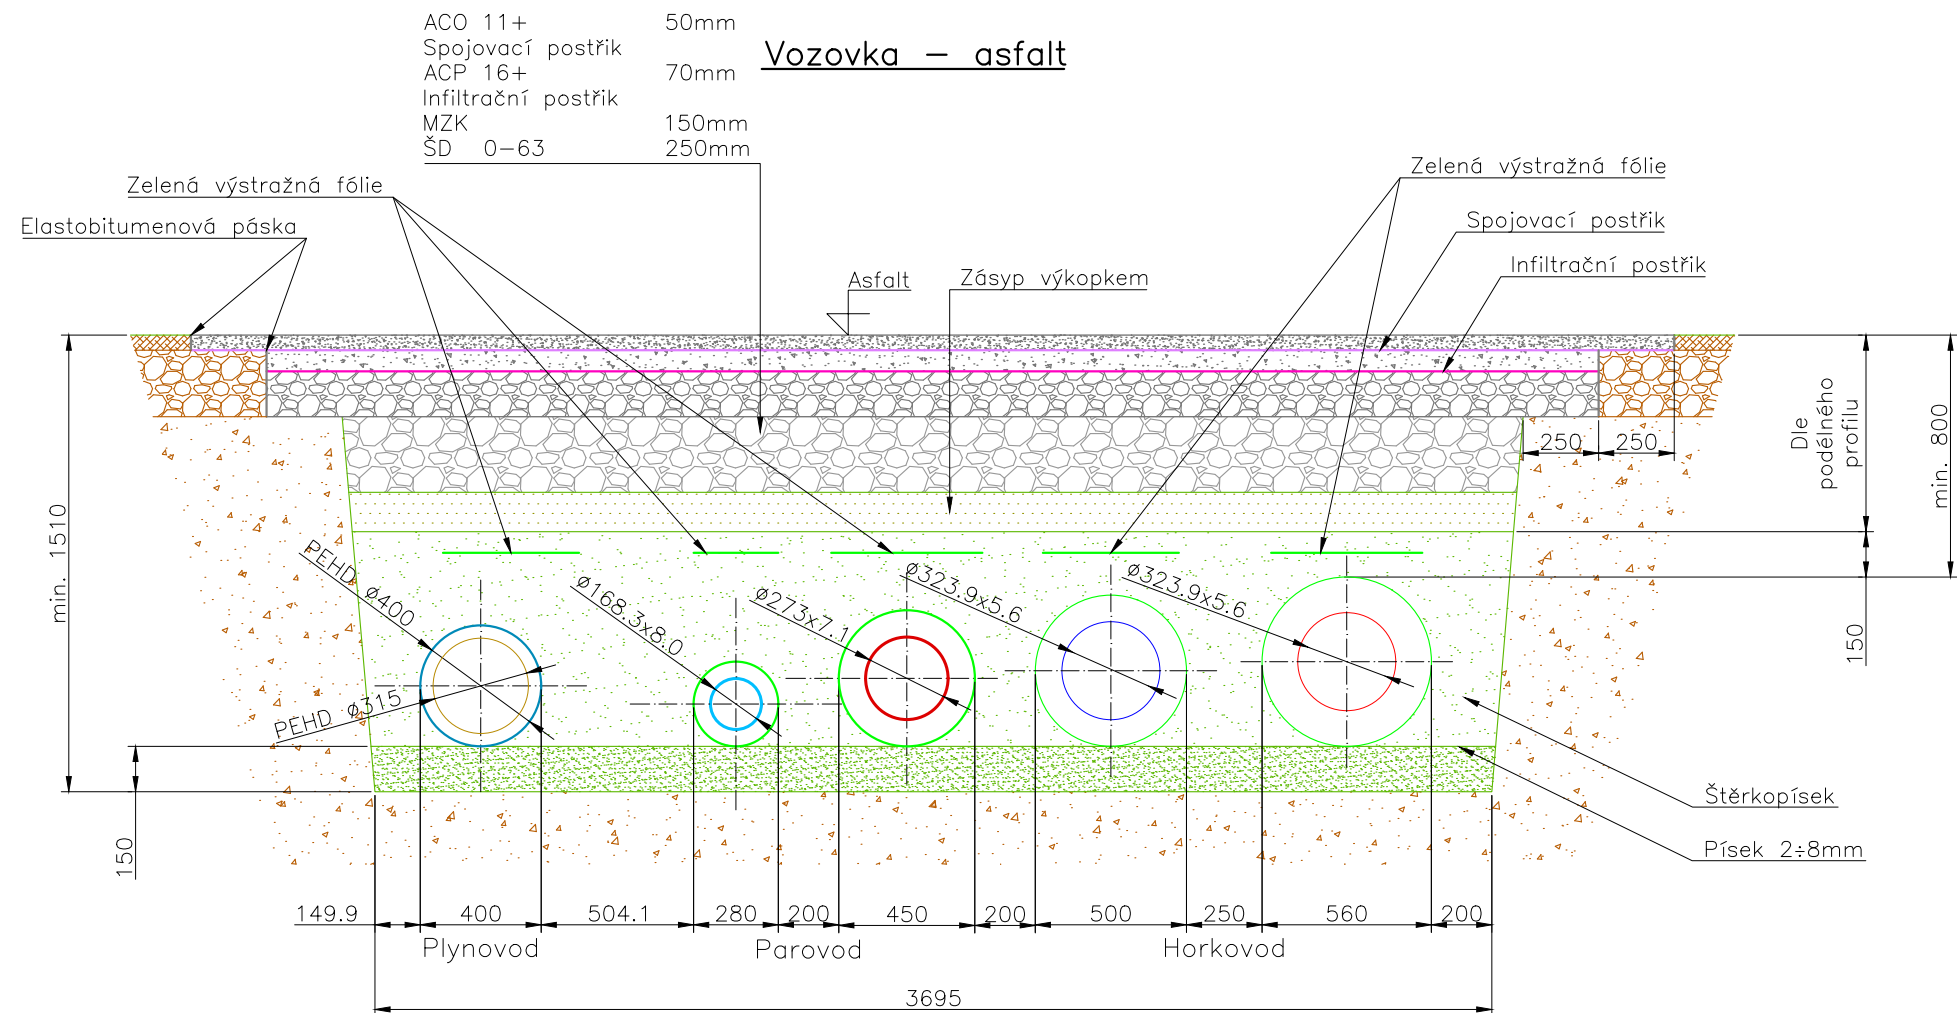 ACO 11+ 50mm
Spojovací postřik
ACP 16+ 70mm
Infiltrační postřik
MZK 150mm
ŠD 0-63 250mm
Vozovka - asfalt
Zelená výstražná fólie
Elastobitumenová páska
Asfalt
Zásyp výkopkem
Zelená výstražná fólie
Spojovací postřik
Infiltrační postřik
250
250
Dle
podélného
profilu
min. 800
150
min. 1510
150
PEHD ø400
PEHD ø315
ø168.3x8.0
ø273x7.1
ø323.9x5.6
ø323.9x5.6
Štěrkopísek
Písek 2÷8mm
149.9 400 504.1 280 200 450 200 500 250 560 200
Plynovod
Parovod
Horkovod
3695